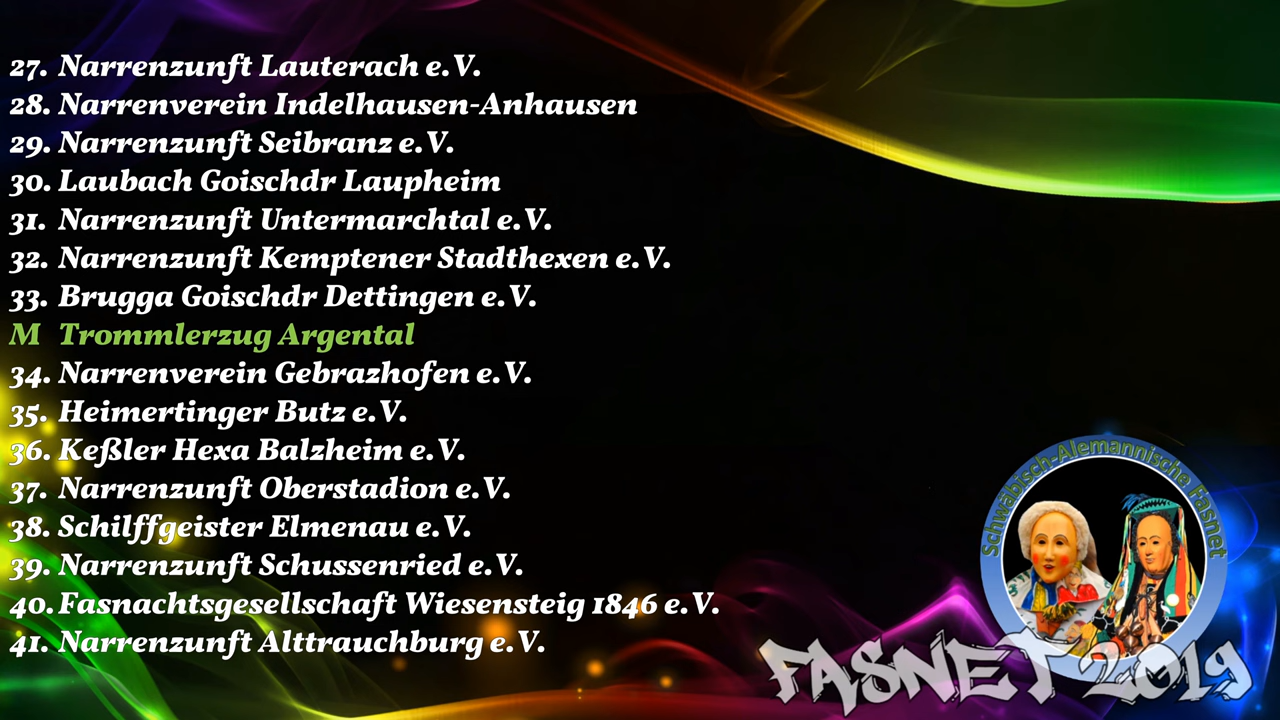 27. Narrenzunft Lauterach e.V.
28. Narrenverein Indelhausen-Anhausen
29. Narrenzunft Seibranz e.V.
30. Laubach Goischdr Laupheim
31. Narrenzunft Untermarchtal e.V.
32. Narrenzunft Kemptener Stadthexen e.V.
33. Brugga Goischdr Dettingen e.V.
M Trommlerzug Argental
34. Narrenverein Gebrazhofen e.V.
35. Heimertinger Butz e.V.
36. Keßler Hexa Balzheim e.V.
37. Narrenzunft Oberstadion e.V.
38. Schilffgeister Elmenau e.V.
39. Narrenzunft Schussenried e.V.
40. Fasnachtsgesellschaft Wiesensteig 1846 e.V.
41. Narrenzunft Alttrauchburg e.V.
Schwäbisch-Alemannische Fasnet
FASNET 2019